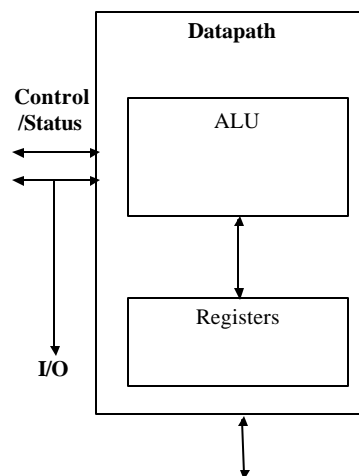 Datapath
Control
/Status
ALU
Registers
I/O